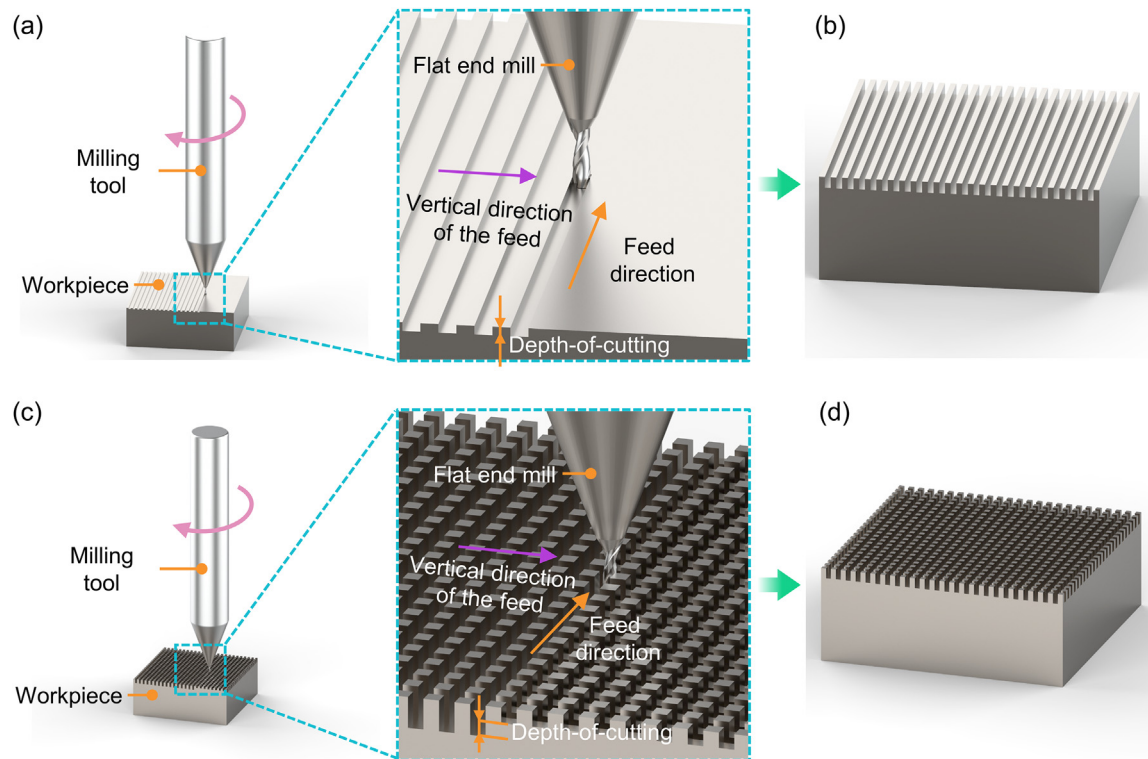 (a)
Milling
tool
Workpiece
Flat end mill
Vertical direction
of the feed
Feed
direction
Depth-of-cutting
(b)
(c)
Milling
tool
Workpiece
Flat end mill
Vertical direction
of the feed
Feed
direction
Depth-of-cutting
(d)